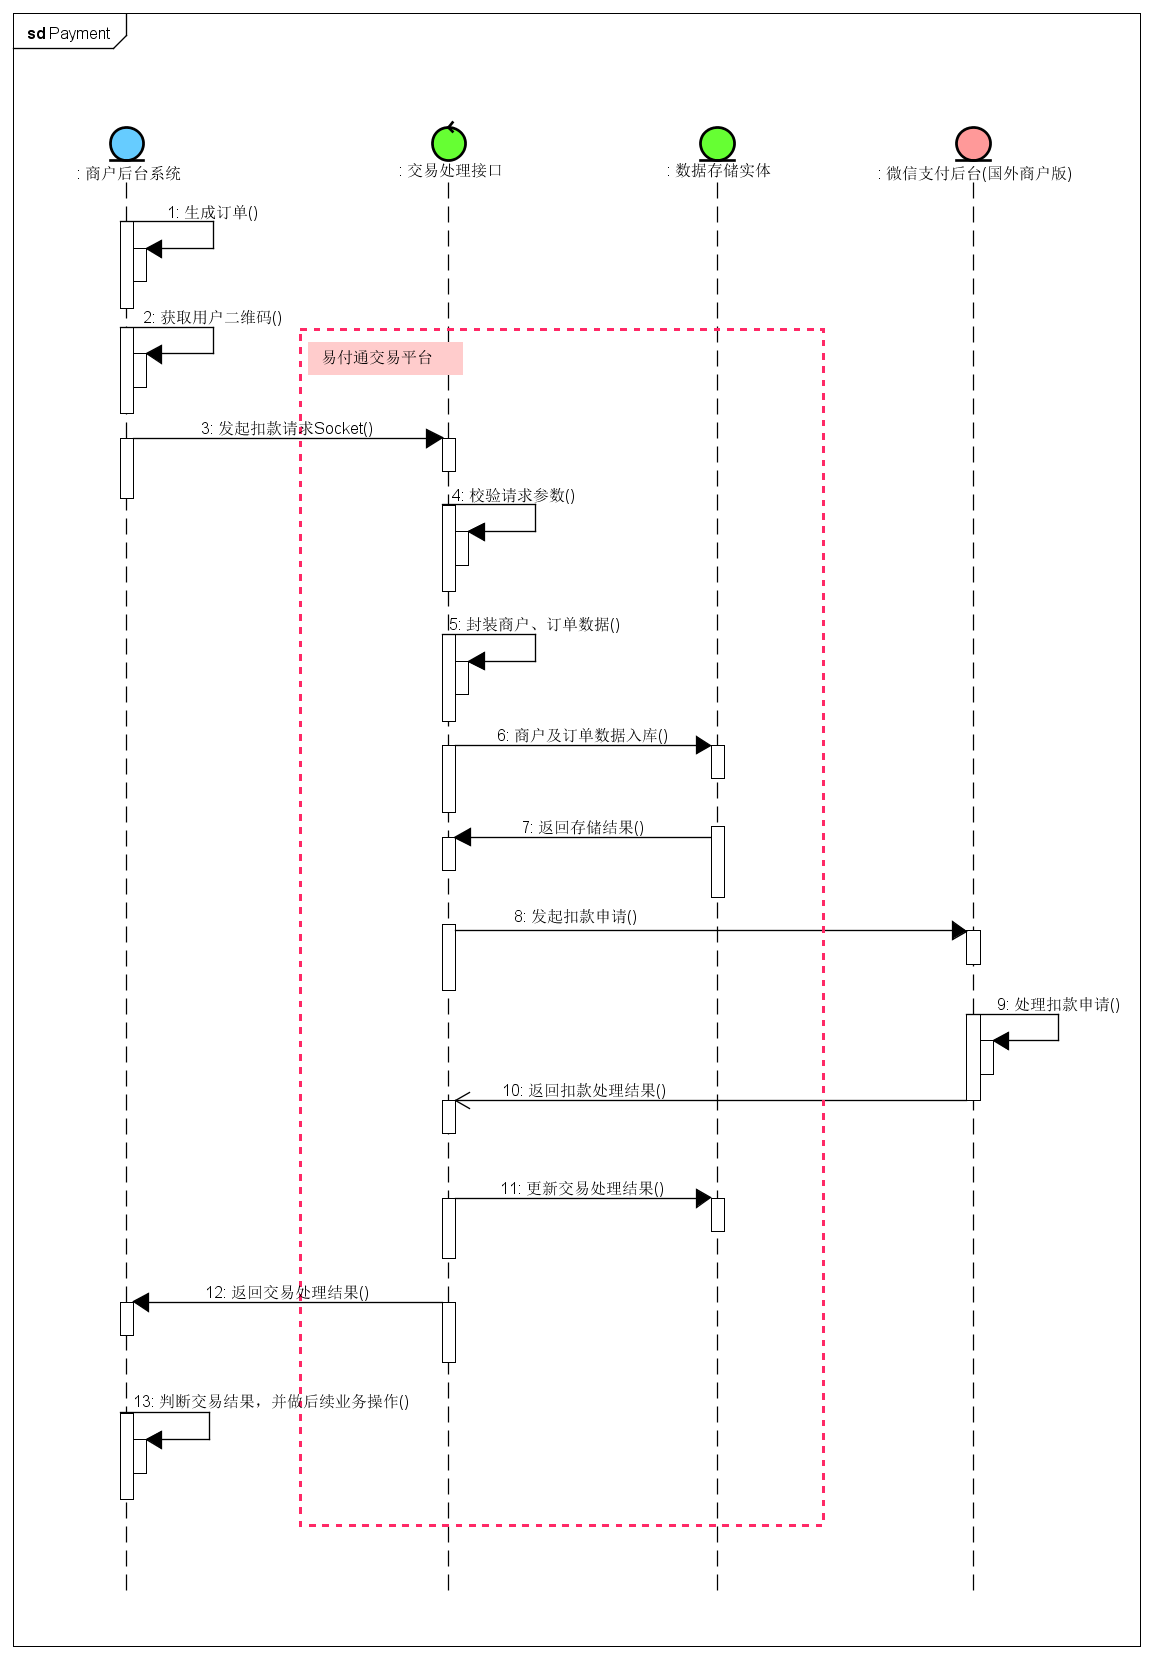 sd Payment
: 商户后台系统
: 交易处理接口
: 数据存储实体
: 微信支付后台(国外商户版)
1: 生成订单()
2: 获取用户二维码()
易付通交易平台
3: 发起扣款请求Socket()
4: 校验请求参数()
5: 封装商户、订单数据()
6: 商户及订单数据入库()
7: 返回存储结果()
8: 发起扣款申请()
9: 处理扣款申请()
10: 返回扣款处理结果()
11: 更新交易处理结果()
12: 返回交易处理结果()
13: 判断交易结果，并做后续业务操作()